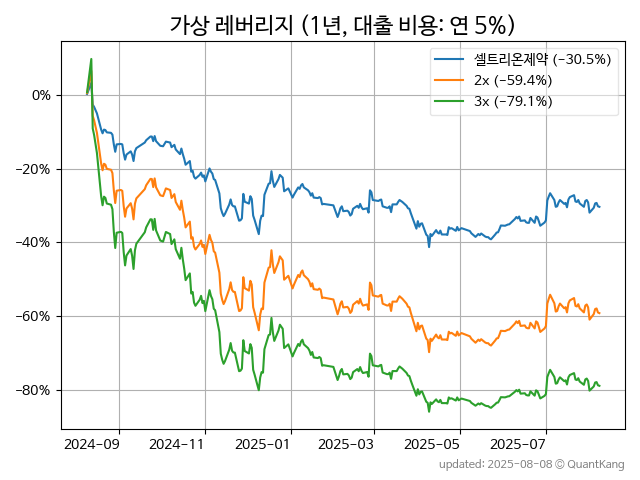 가상 레버리지 (1년, 대출 비용: 연 5%)
셀트리온제약 (−30.5%)
2x (−59.4%)
3x (−79.1%)
0%
−20%
−40%
−60%
−80%
2024-09 2024-11 2025-01 2025-03 2025-05 2025-07
updated: 2025-08-08 © QuantKang